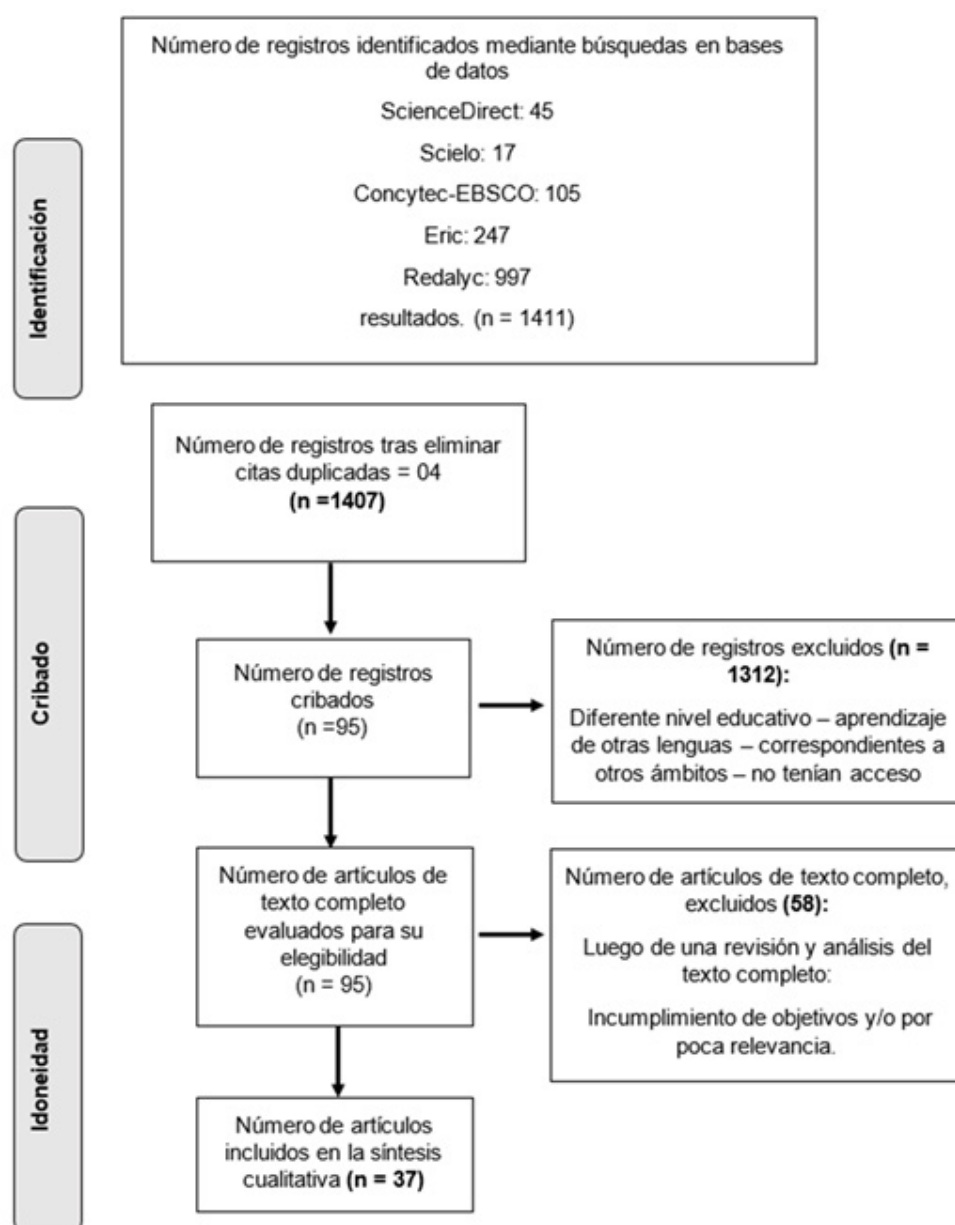 Número de registros identificados mediante búsquedas en bases
de datos
ScienceDirect: 45
Scielo: 17
Concytec-EBSCO: 105
Eric: 247
Redalyc: 997
resultados. (n = 1411)
Identificación
Número de registros tras eliminar
citas duplicadas = 04
(n =1407)
Cribado
Número de registros
cribados
(n =95)
Número de registros excluidos (n =
1312):
Diferente nivel educativo – aprendizaje
de otras lenguas – correspondientes a
otros ámbitos – no tenían acceso
Número de artículos de
texto completo
evaluados para su
elegibilidad
(n = 95)
Número de artículos de texto completo,
excluidos (58):
Luego de una revisión y análisis del
texto completo:
Incumplimiento de objetivos y/o por
poca relevancia.
Idoneidad
Número de artículos
incluidos en la síntesis
cualitativa (n = 37)